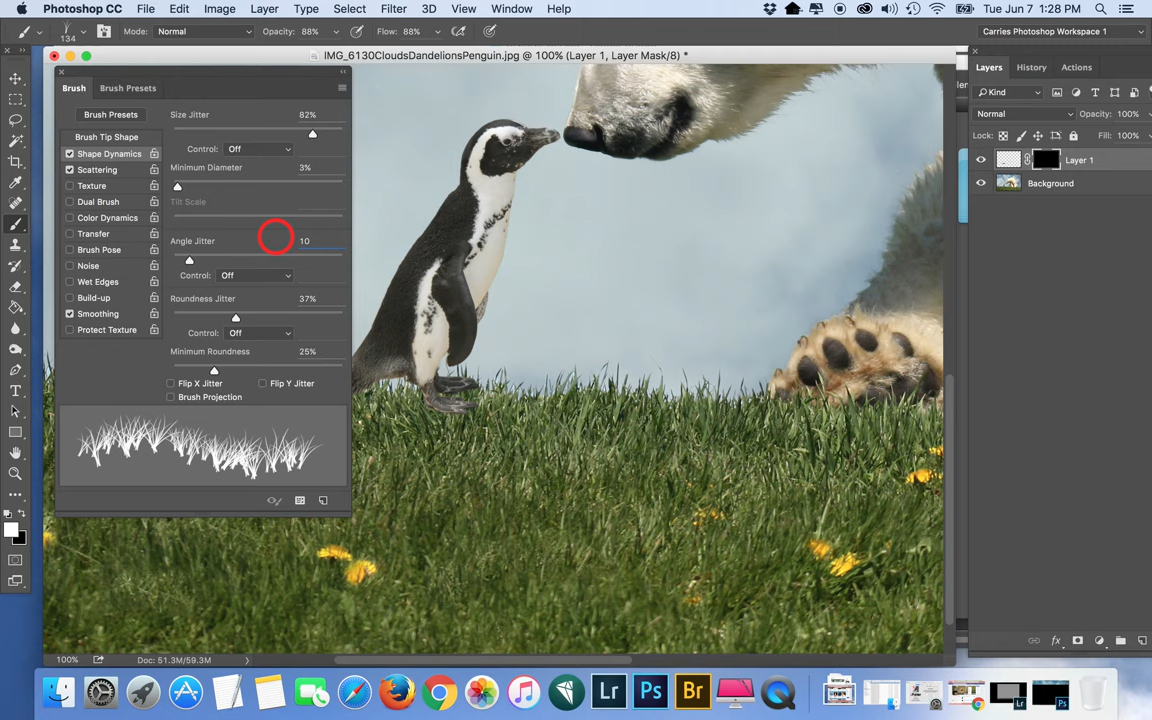 Photoshop CC File Edit Image Layer Type Select Filter 3D View Window Help Tue Jun 7 1:28 PM
134 Mode: Normal Opacity: 88% Flow: 88% Carries Photoshop Workspace 1
IMG_6130CloudsDandelionsPenguin.jpg @ 100% (Layer 1, Layer Mask/8) *
Brush Brush Presets
Brush Presets
Brush Tip Shape
Shape Dynamics
Scattering
Texture
Dual Brush
Color Dynamics
Transfer
Brush Pose
Noise
Wet Edges
Build-up
Smoothing
Protect Texture
Size Jitter 82%
Control: Off
Minimum Diameter 3%
Tilt Scale
Angle Jitter 10
Control: Off
Roundness Jitter 37%
Control: Off
Minimum Roundness 25%
Flip X Jitter Flip Y Jitter
Brush Projection
Layers History Actions
Kind
Normal Opacity: 100%
Lock: Fill: 100%
Layer 1
Background
100% Doc: 51.3M/59.3M
Lr Ps Br
Lr Ps